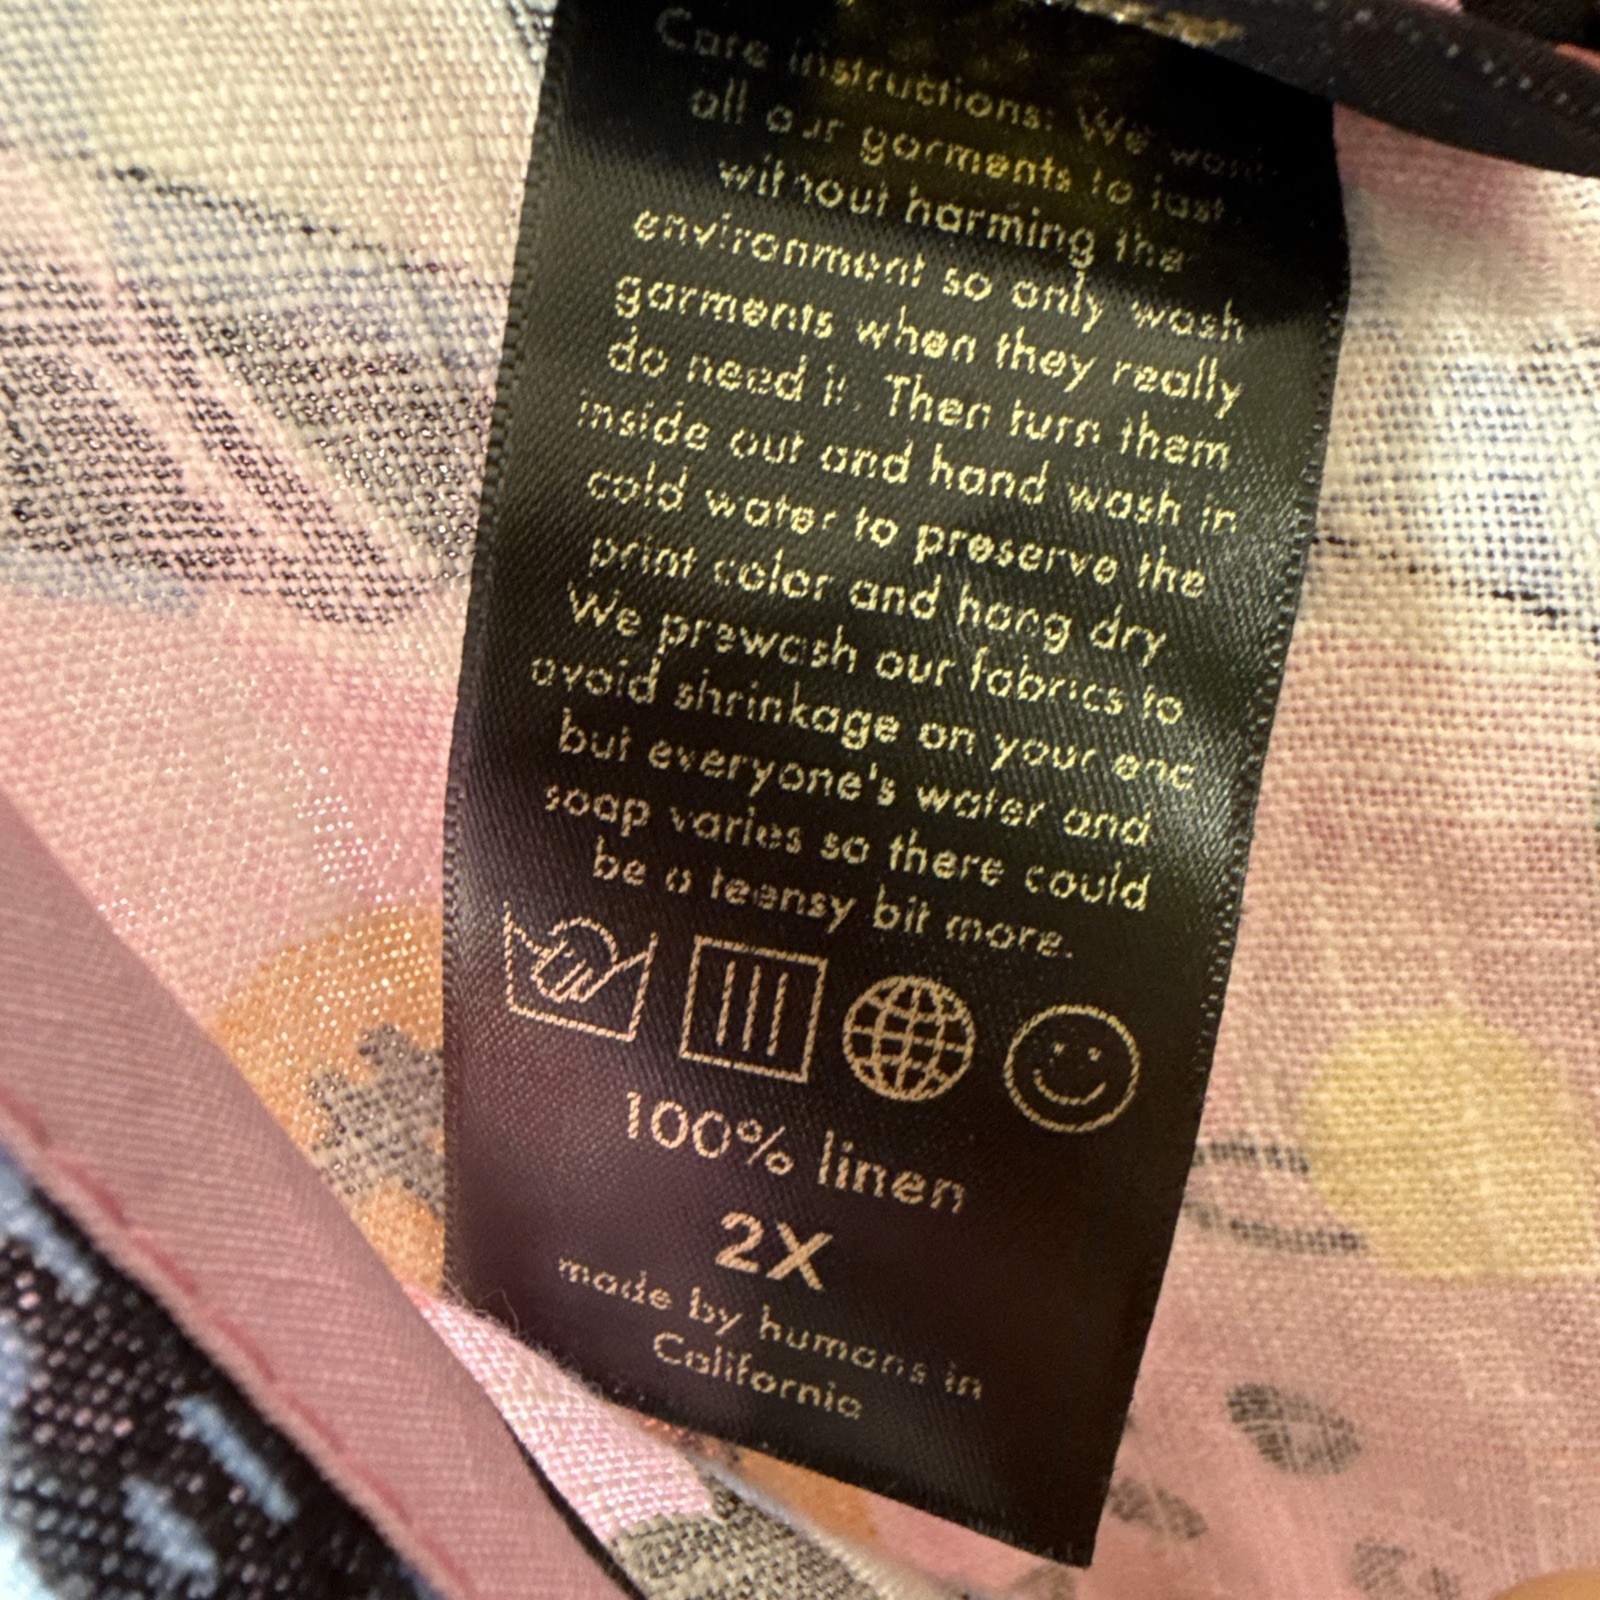 Care instructions: We want
all our garments to last
without harming the
environment so only wash
garments when they really
do need it. Then turn them
inside out and hand wash in
cold water to preserve the
print color and hang dry
We prewash our fabrics to
avoid shrinkage on your end
but everyone's water and
soap varies so there could
be a teensy bit more.
100% linen
2X
made by humans in
California